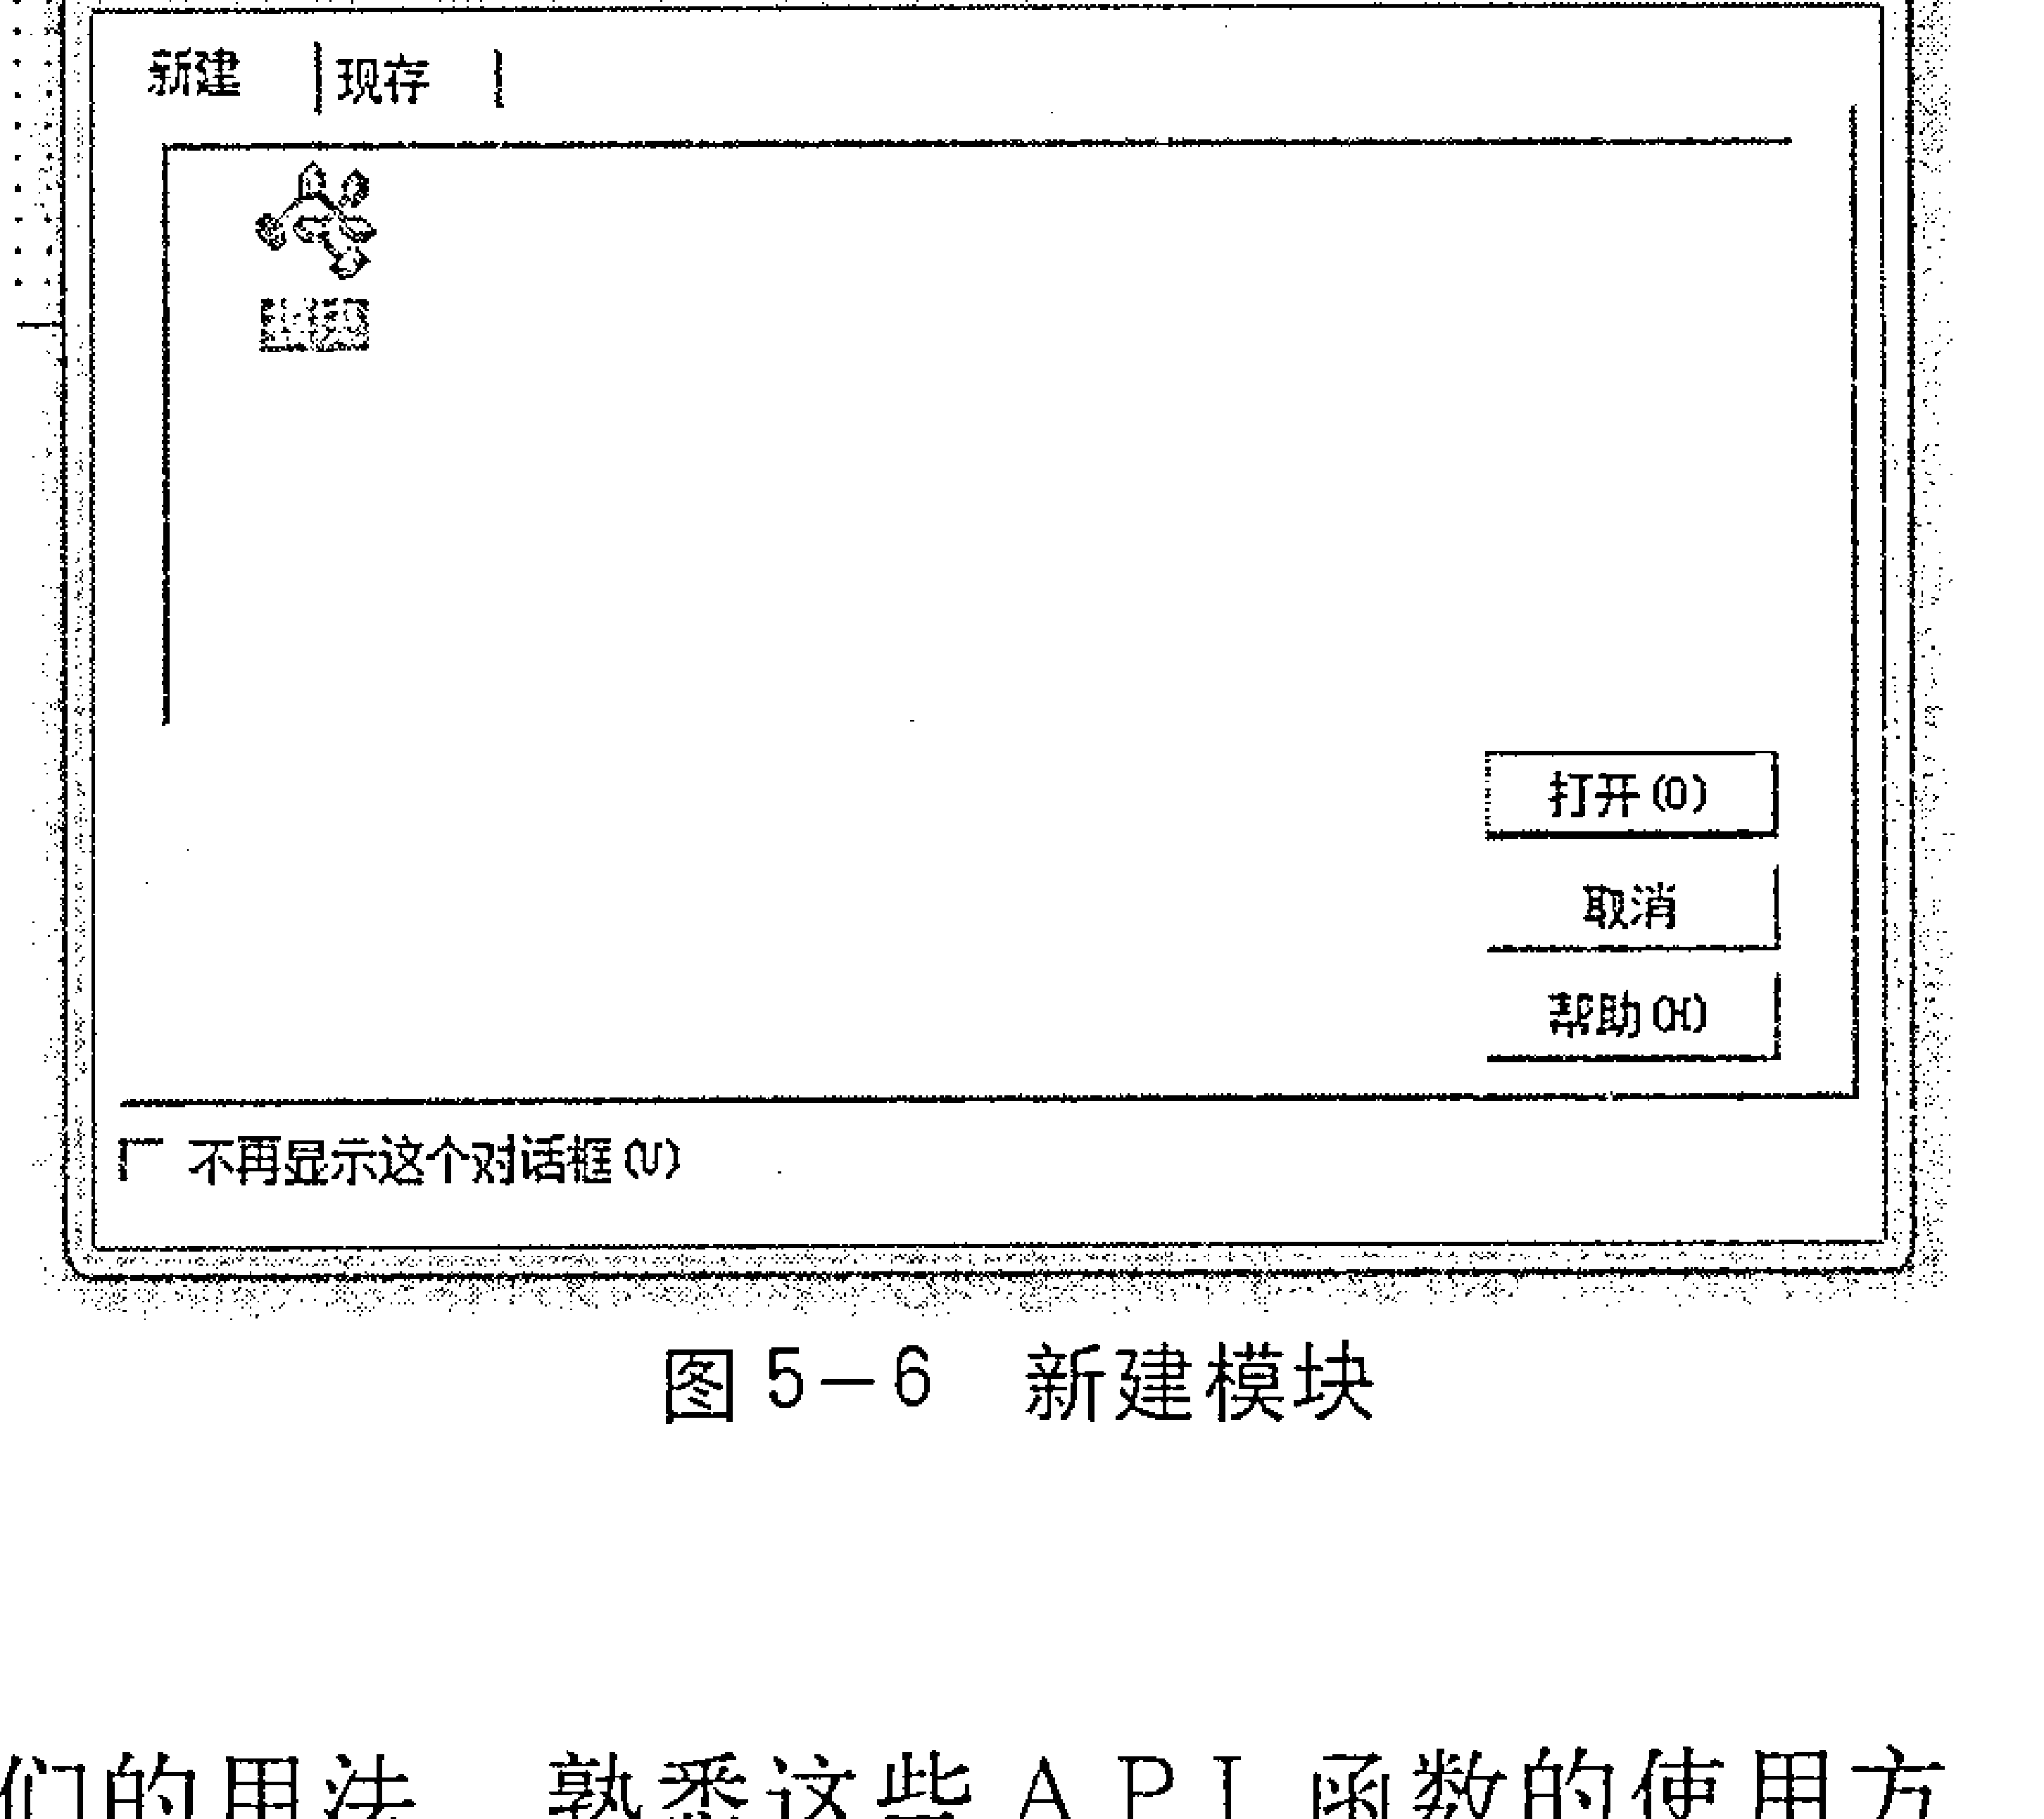 新建 现存
打开(O)
取消
帮助(H)
不再显示这个对话框(N)
图5－6 新建模块
们的用法 熟悉这些API函数的使用方